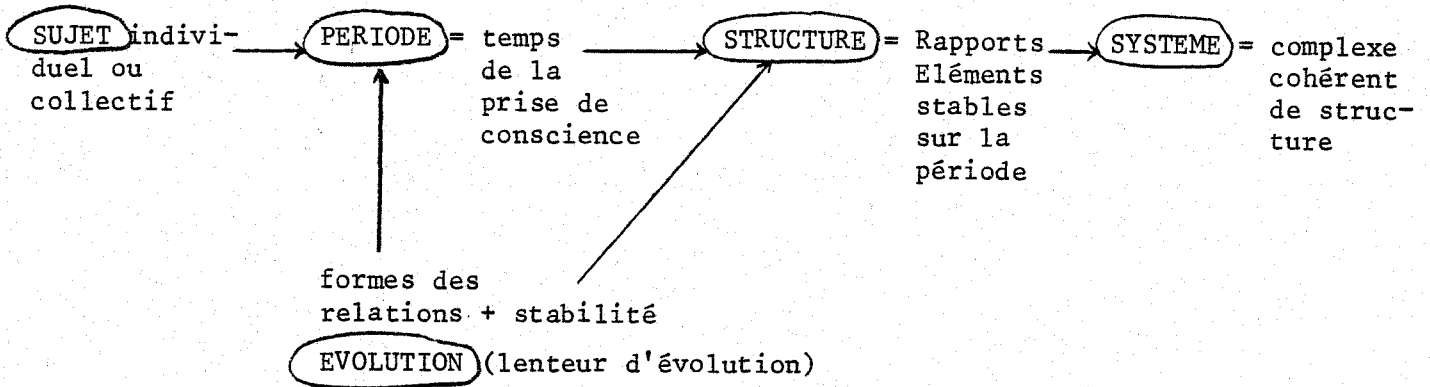 SUJET indivi-
duel ou
collectif
PERIODE = temps
de la
prise de
conscience
STRUCTURE = Rapports
Eléments
stables
sur la
période
SYSTEME = complexe
cohérent
de struc-
ture
formes des
relations + stabilité
EVOLUTION (lenteur d'évolution)